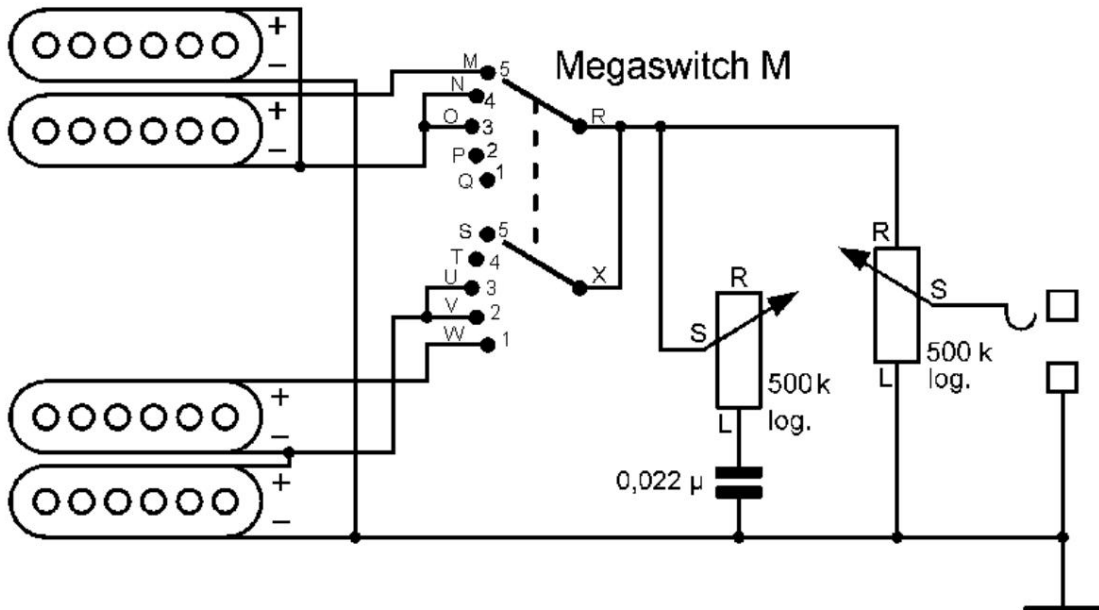 +
−
+
−
Megaswitch M
M 5
N 4
O 3
P 2
Q 1
R
S 5
T 4
U 3
V 2
W 1
X
R
S
500 k
log.
L
0,022 µ
R
S
500 k
log.
L
+
−
+
−